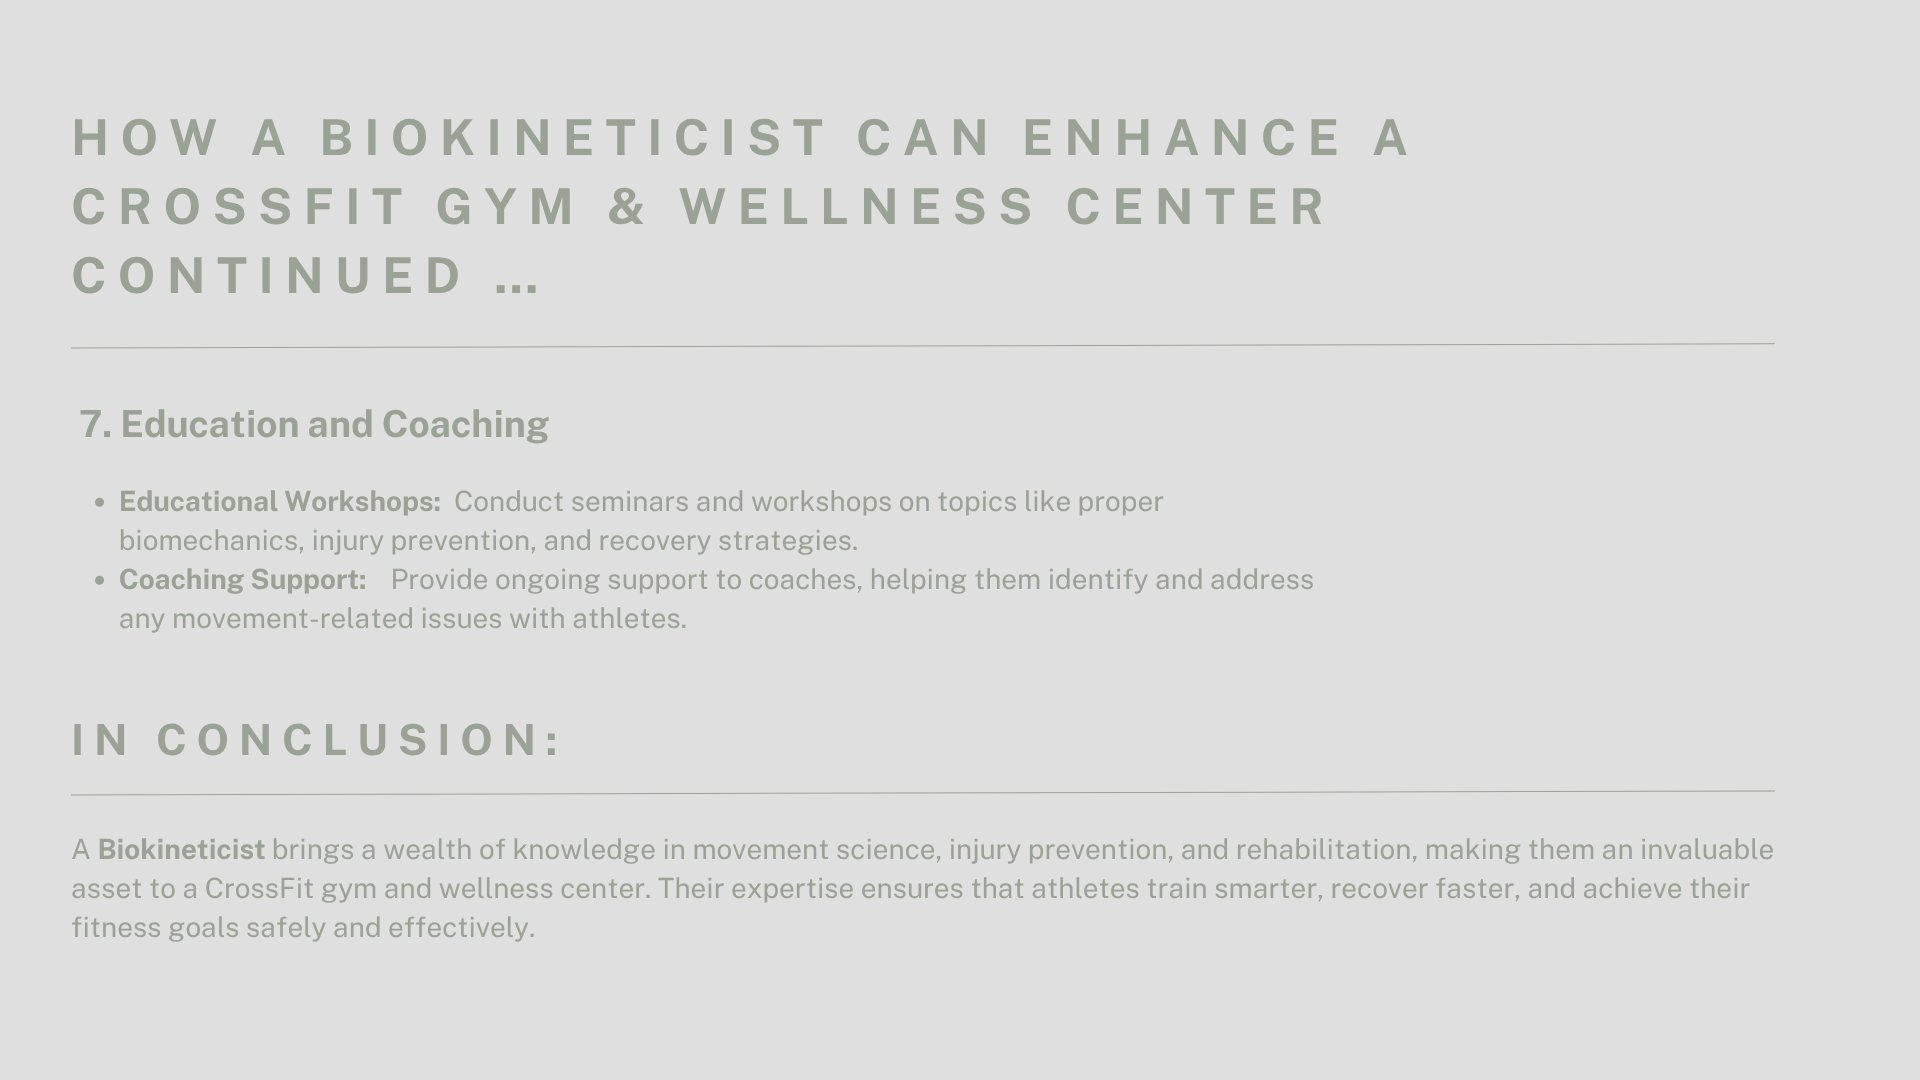 HOW A BIOKINETICIST CAN ENHANCE A
CROSSFIT GYM & WELLNESS CENTER
CONTINUED ...
7. Education and Coaching
• Educational Workshops: Conduct seminars and workshops on topics like proper
biomechanics, injury prevention, and recovery strategies.
• Coaching Support: Provide ongoing support to coaches, helping them identify and address
any movement-related issues with athletes.
IN CONCLUSION:
A Biokineticist brings a wealth of knowledge in movement science, injury prevention, and rehabilitation, making them an invaluable
asset to a CrossFit gym and wellness center. Their expertise ensures that athletes train smarter, recover faster, and achieve their
fitness goals safely and effectively.